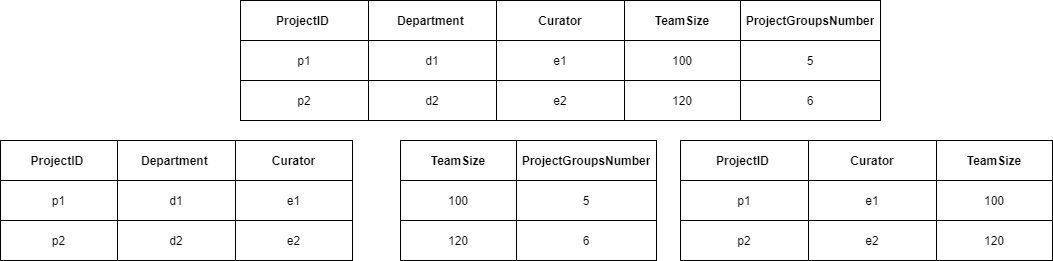 ProjectID Department Curator TeamSize ProjectGroupsNumber
p1 d1 e1 100 5
p2 d2 e2 120 6
ProjectID Department Curator
p1 d1 e1
p2 d2 e2
TeamSize ProjectGroupsNumber
100 5
120 6
ProjectID Curator TeamSize
p1 e1 100
p2 e2 120